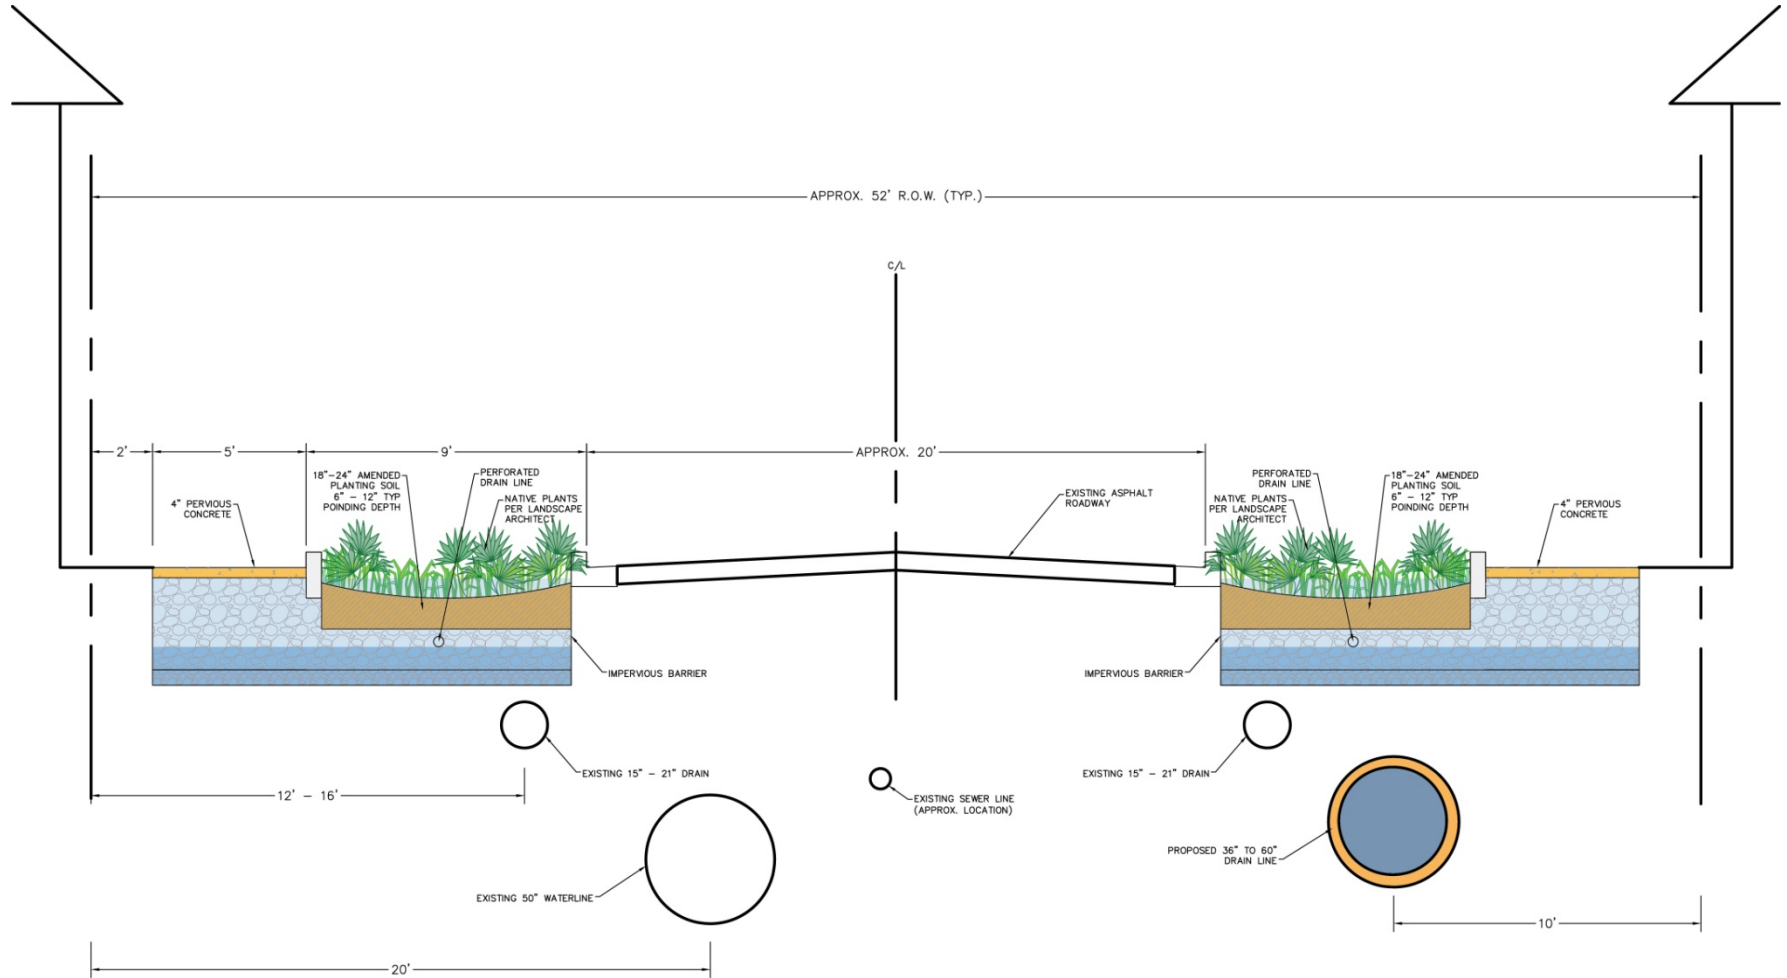 APPROX. 52' R.O.W. (TYP.)
C/L
2'
5'
9'
APPROX. 20'
18"-24" AMENDED
PLANTING SOIL
6" - 12" TYP
POINDING DEPTH
PERFORATED
DRAIN LINE
NATIVE PLANTS
PER LANDSCAPE
ARCHITECT
4" PERVIOUS
CONCRETE
EXISTING ASPHALT
ROADWAY
PERFORATED
DRAIN LINE
NATIVE PLANTS
PER LANDSCAPE
ARCHITECT
18"-24" AMENDED
PLANTING SOIL
6" - 12" TYP
POINDING DEPTH
4" PERVIOUS
CONCRETE
IMPERVIOUS BARRIER
IMPERVIOUS BARRIER
EXISTING 15" - 21" DRAIN
EXISTING 15" - 21" DRAIN
12' - 16'
EXISTING SEWER LINE
(APPROX. LOCATION)
PROPOSED 36" TO 60"
DRAIN LINE
EXISTING 50" WATERLINE
10'
20'